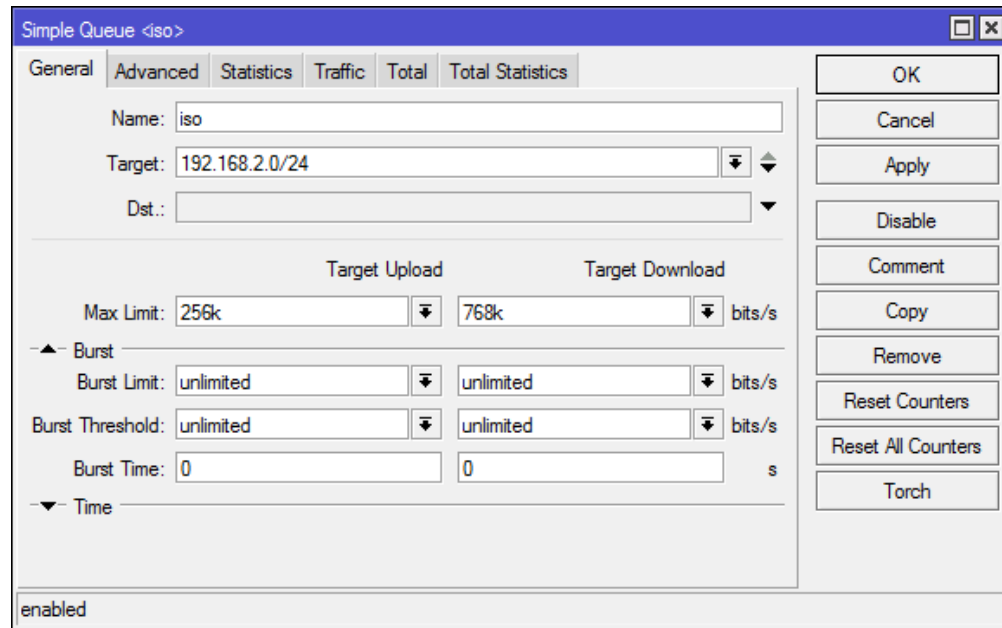 Simple Queue <iso>
General Advanced Statistics Traffic Total Total Statistics
Name: iso
Target: 192.168.2.0/24
Dst.:
Target Upload Target Download
Max Limit: 256k 768k bits/s
Burst
Burst Limit: unlimited unlimited bits/s
Burst Threshold: unlimited unlimited bits/s
Burst Time: 0 0 s
Time
enabled
OK
Cancel
Apply
Disable
Comment
Copy
Remove
Reset Counters
Reset All Counters
Torch